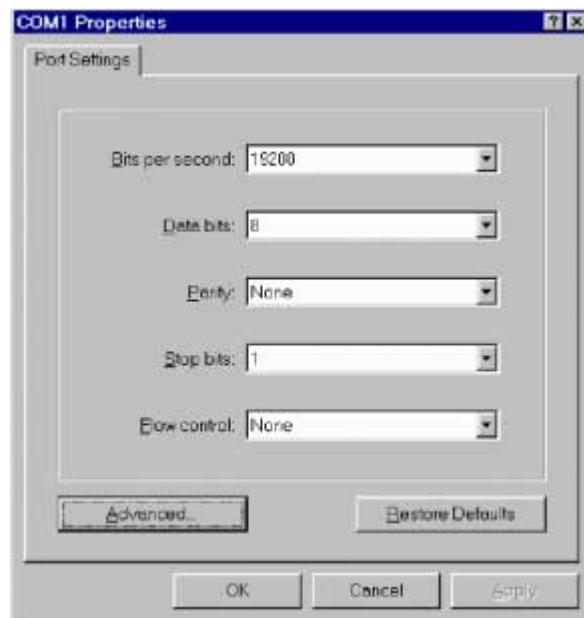 COM1 Properties
Port Settings
Bits per second: 19200
Data bits: 8
Parity: None
Stop bits: 1
Flow control: None
Advanced...
Restore Defaults
OK
Cancel
Apply